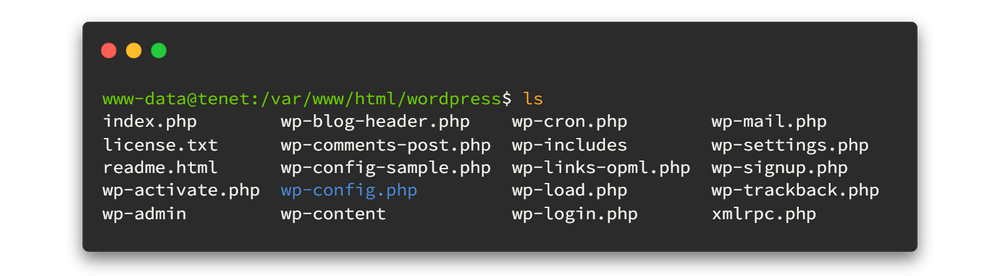 www-data@tenet:/var/www/html/wordpress$ ls
index.php wp-blog-header.php wp-cron.php wp-mail.php
license.txt wp-comments-post.php wp-includes wp-settings.php
readme.html wp-config-sample.php wp-links-opml.php wp-signup.php
wp-activate.php wp-config.php wp-load.php wp-trackback.php
wp-admin wp-content wp-login.php xmlrpc.php